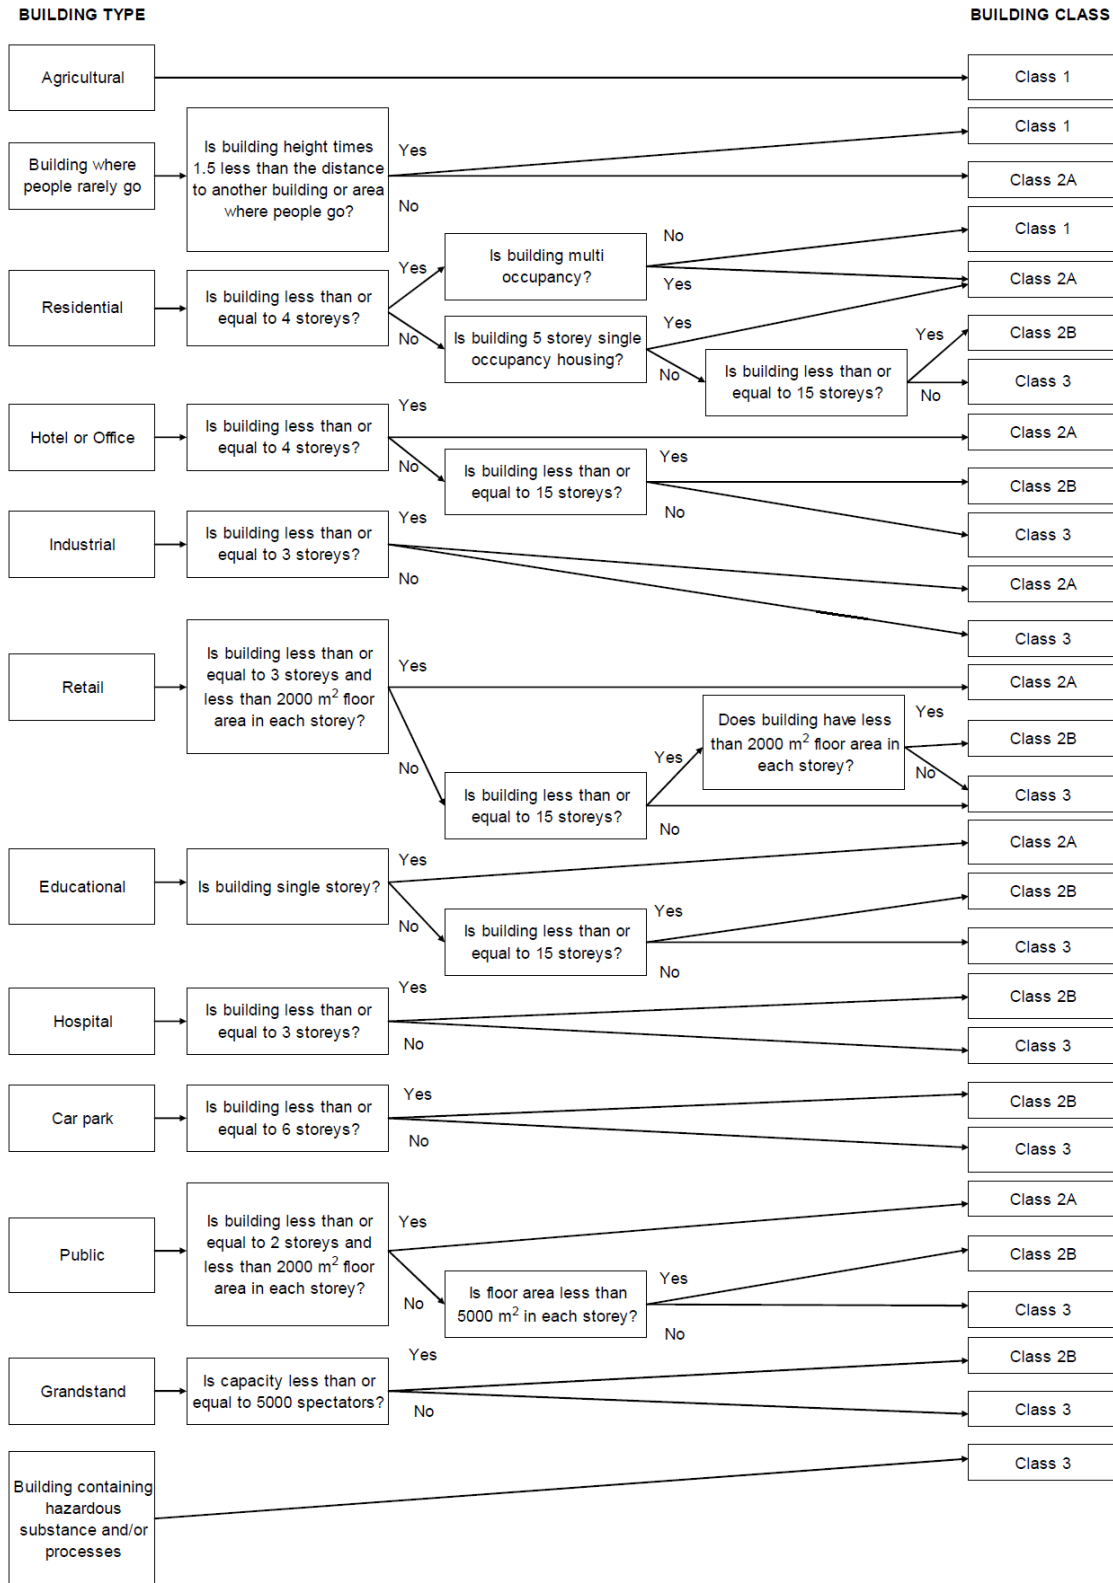 BUILDING TYPE
BUILDING CLASS
Agricultural
Class 1
Building where
people rarely go
Is building height times
1.5 less than the distance
to another building or area
where people go?
Yes
No
Class 1
Class 2A
Residential
Is building less than or
equal to 4 storeys?
Yes
No
Is building multi
occupancy?
No
Yes
Is building 5 storey single
occupancy housing?
Yes
No
Is building less than or
equal to 15 storeys?
Yes
No
Class 1
Class 2A
Class 2B
Class 3
Hotel or Office
Is building less than or
equal to 4 storeys?
Yes
No
Is building less than or
equal to 15 storeys?
Yes
No
Class 2A
Class 2B
Class 3
Industrial
Is building less than or
equal to 3 storeys?
Yes
No
Class 2A
Class 3
Retail
Is building less than or
equal to 3 storeys and
less than 2000 m² floor
area in each storey?
Yes
No
Is building less than or
equal to 15 storeys?
Yes
No
Does building have less
than 2000 m² floor area in
each storey?
Yes
No
Class 2A
Class 2B
Class 3
Educational
Is building single storey?
Yes
No
Is building less than or
equal to 15 storeys?
Yes
No
Class 2A
Class 2B
Class 3
Hospital
Is building less than or
equal to 3 storeys?
Yes
No
Class 2B
Class 3
Car park
Is building less than or
equal to 6 storeys?
Yes
No
Class 2B
Class 3
Public
Is building less than or
equal to 2 storeys and
less than 2000 m² floor
area in each storey?
Yes
No
Is floor area less than
5000 m² in each storey?
Yes
No
Class 2A
Class 2B
Class 3
Grandstand
Is capacity less than or
equal to 5000 spectators?
Yes
No
Class 2B
Class 3
Building containing
hazardous
substance and/or
processes
Class 3